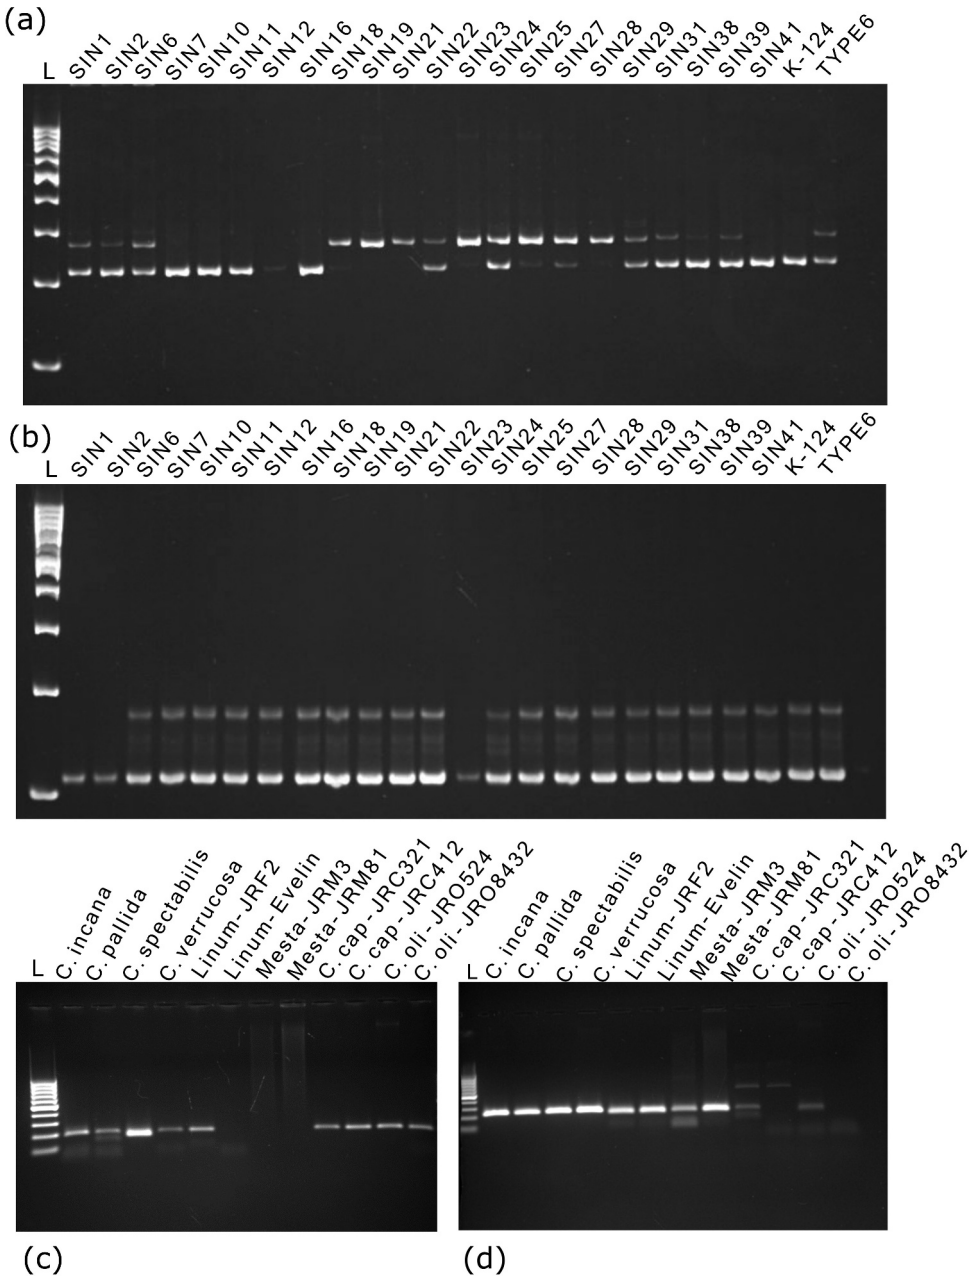 (a)
L SIN1 SIN2 SIN6 SIN7 SIN10 SIN11 SIN12 SIN16 SIN18 SIN19 SIN21 SIN22 SIN23 SIN24 SIN25 SIN27 SIN28 SIN29 SIN31 SIN38 SIN39 SIN41 K-124 TYPE6
(b)
L SIN1 SIN2 SIN6 SIN7 SIN10 SIN11 SIN12 SIN16 SIN18 SIN19 SIN21 SIN22 SIN23 SIN24 SIN25 SIN27 SIN28 SIN29 SIN31 SIN38 SIN39 SIN41 K-124 TYPE6
L C. incana C. pallida C. spectabilis C. verrucosa Linum-JRF2 Linum-Evelin Mesta-JRM3 Mesta-JRM81 C. cap-JRC321 C. cap-JRC412 C. oli-JRO524 C. oli-JRO8432
L C. incana C. pallida C. spectabilis C. verrucosa Linum-JRF2 Linum-Evelin Mesta-JRM3 Mesta-JRM81 C. cap-JRC321 C. cap-JRC412 C. oli-JRO524 C. oli-JRO8432
(c)
(d)